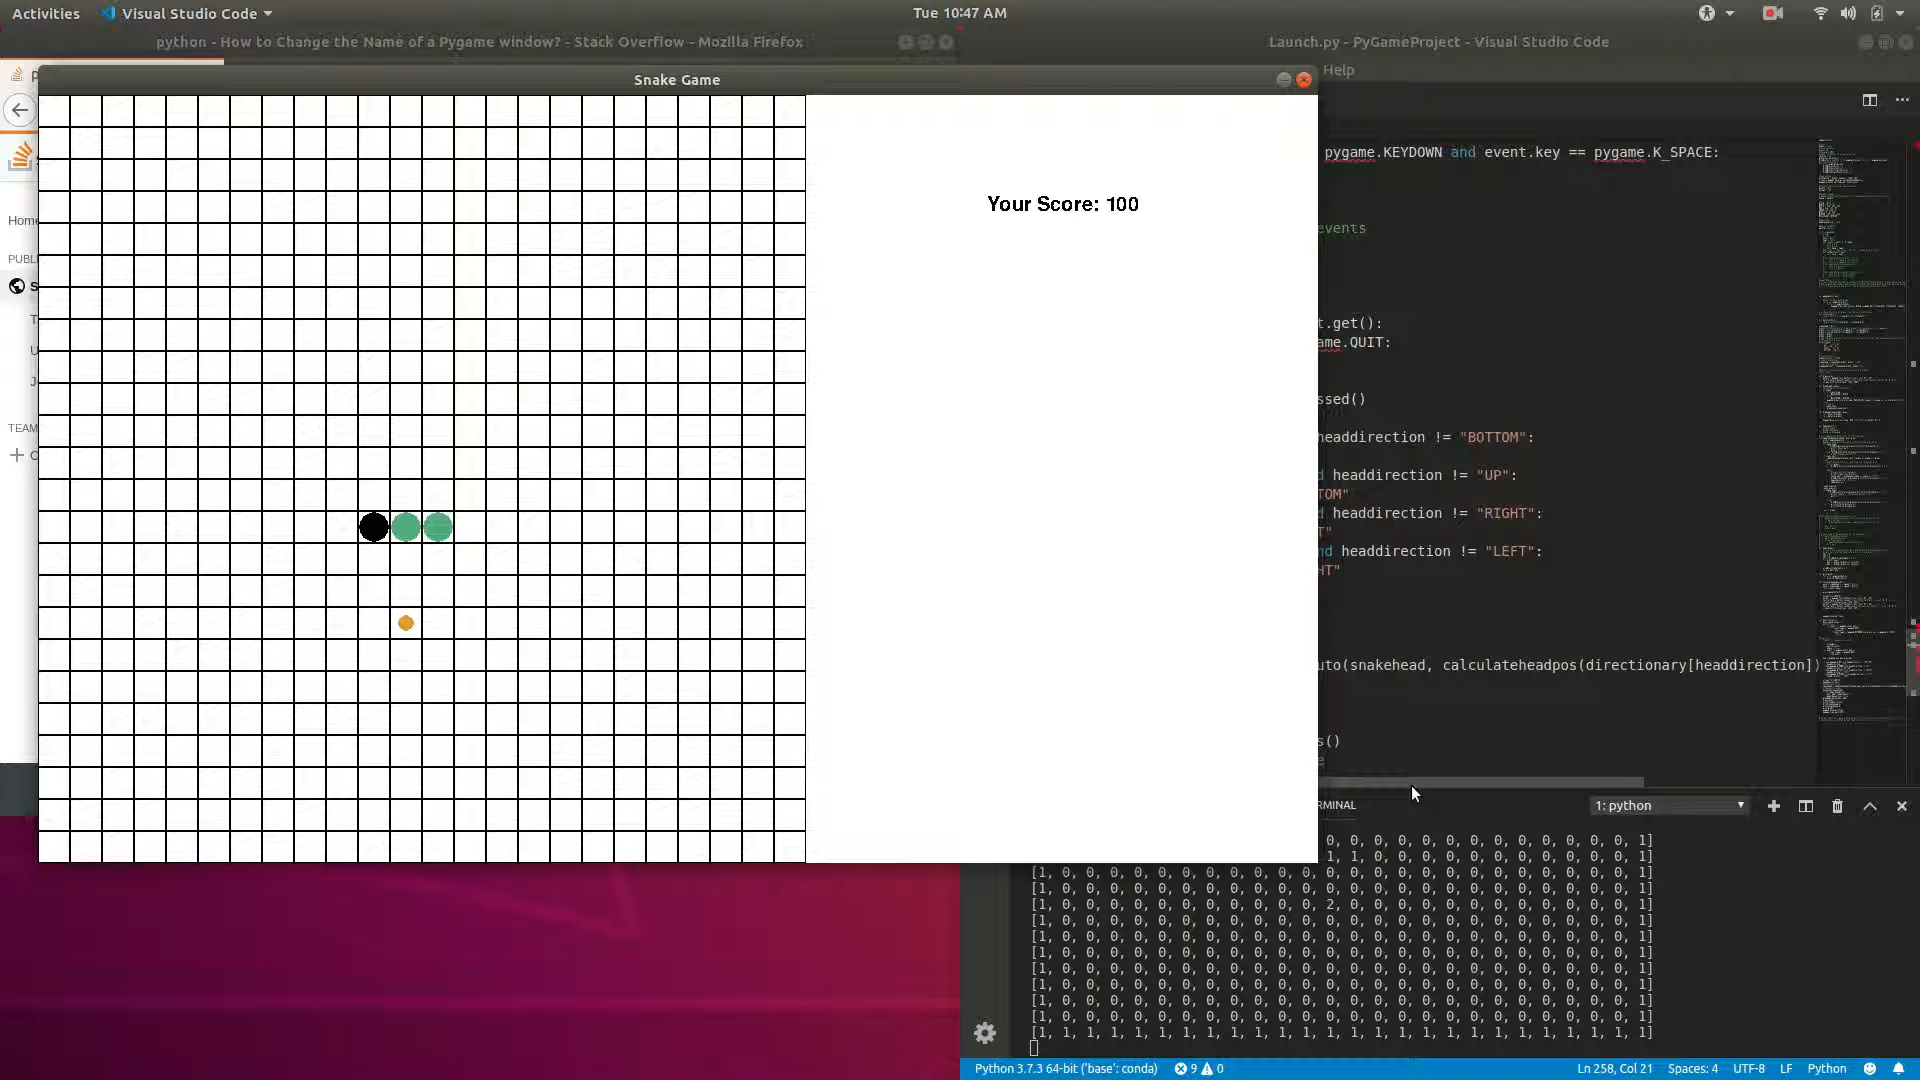 Activities Visual Studio Code Tue 10:47 AM
python - How to Change the Name of a Pygame window? - Stack Overflow - Mozilla Firefox
Launch.py - PyGameProject - Visual Studio Code
Help
Snake Game
Your Score: 100
Home
PUBL
S
T
U
J
TEAM
C
pygame.KEYDOWN and event.key == pygame.K_SPACE:
events
t.get():
ame.QUIT:
ssed()
headdirection != "BOTTOM":
d headdirection != "UP":
TOM"
d headdirection != "RIGHT":
T"
nd headdirection != "LEFT":
HT"
uto(snakehead, calculateheadpos(directionary[headdirection])
s()
RMINAL
1: python
0, 0, 0, 0, 0, 0, 0, 0, 0, 0, 0, 0, 0, 1]
1, 1, 0, 0, 0, 0, 0, 0, 0, 0, 0, 0, 0, 1]
[1, 0, 0, 0, 0, 0, 0, 0, 0, 0, 0, 0, 0, 0, 0, 0, 0, 0, 0, 0, 0, 0, 0, 0, 0, 1]
[1, 0, 0, 0, 0, 0, 0, 0, 0, 0, 0, 0, 0, 0, 0, 0, 0, 0, 0, 0, 0, 0, 0, 0, 0, 1]
[1, 0, 0, 0, 0, 0, 0, 0, 0, 0, 0, 0, 2, 0, 0, 0, 0, 0, 0, 0, 0, 0, 0, 0, 0, 1]
[1, 0, 0, 0, 0, 0, 0, 0, 0, 0, 0, 0, 0, 0, 0, 0, 0, 0, 0, 0, 0, 0, 0, 0, 0, 1]
[1, 0, 0, 0, 0, 0, 0, 0, 0, 0, 0, 0, 0, 0, 0, 0, 0, 0, 0, 0, 0, 0, 0, 0, 0, 1]
[1, 0, 0, 0, 0, 0, 0, 0, 0, 0, 0, 0, 0, 0, 0, 0, 0, 0, 0, 0, 0, 0, 0, 0, 0, 1]
[1, 0, 0, 0, 0, 0, 0, 0, 0, 0, 0, 0, 0, 0, 0, 0, 0, 0, 0, 0, 0, 0, 0, 0, 0, 1]
[1, 0, 0, 0, 0, 0, 0, 0, 0, 0, 0, 0, 0, 0, 0, 0, 0, 0, 0, 0, 0, 0, 0, 0, 0, 1]
[1, 0, 0, 0, 0, 0, 0, 0, 0, 0, 0, 0, 0, 0, 0, 0, 0, 0, 0, 0, 0, 0, 0, 0, 0, 1]
[1, 0, 0, 0, 0, 0, 0, 0, 0, 0, 0, 0, 0, 0, 0, 0, 0, 0, 0, 0, 0, 0, 0, 0, 0, 1]
[1, 1, 1, 1, 1, 1, 1, 1, 1, 1, 1, 1, 1, 1, 1, 1, 1, 1, 1, 1, 1, 1, 1, 1, 1, 1]
Python 3.7.3 64-bit ('base': conda) 9 0 Ln 258, Col 21 Spaces: 4 UTF-8 LF Python